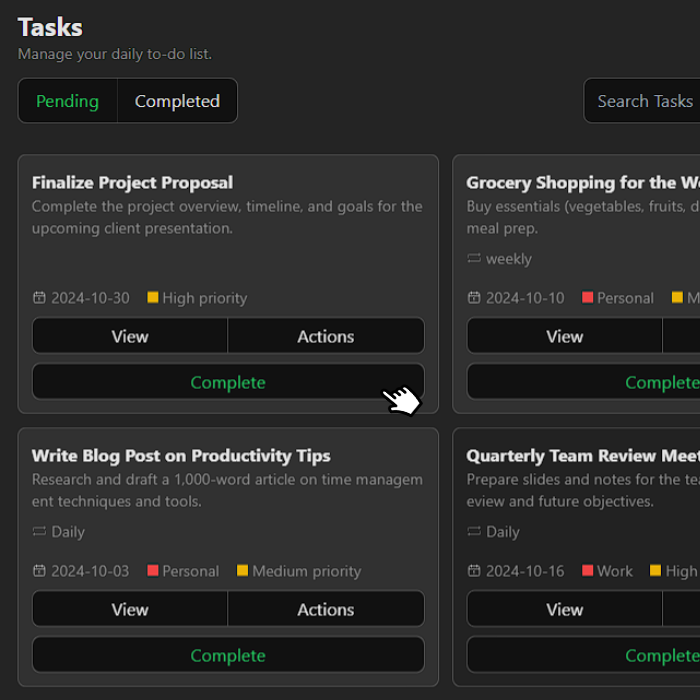 Tasks
Manage your daily to-do list.
Pending Completed
Search Tasks
Finalize Project Proposal
Complete the project overview, timeline, and goals for the
upcoming client presentation.
2024-10-30 High priority
View Actions
Complete
Grocery Shopping for the
Buy essentials (vegetables, fruits,
meal prep.
weekly
2024-10-10 Personal
View
Complete
Write Blog Post on Productivity Tips
Research and draft a 1,000-word article on time managem
ent techniques and tools.
Daily
2024-10-03 Personal Medium priority
View Actions
Complete
Quarterly Team Review Meet
Prepare slides and notes for the te
eview and future objectives.
Daily
2024-10-16 Work High
View
Complete